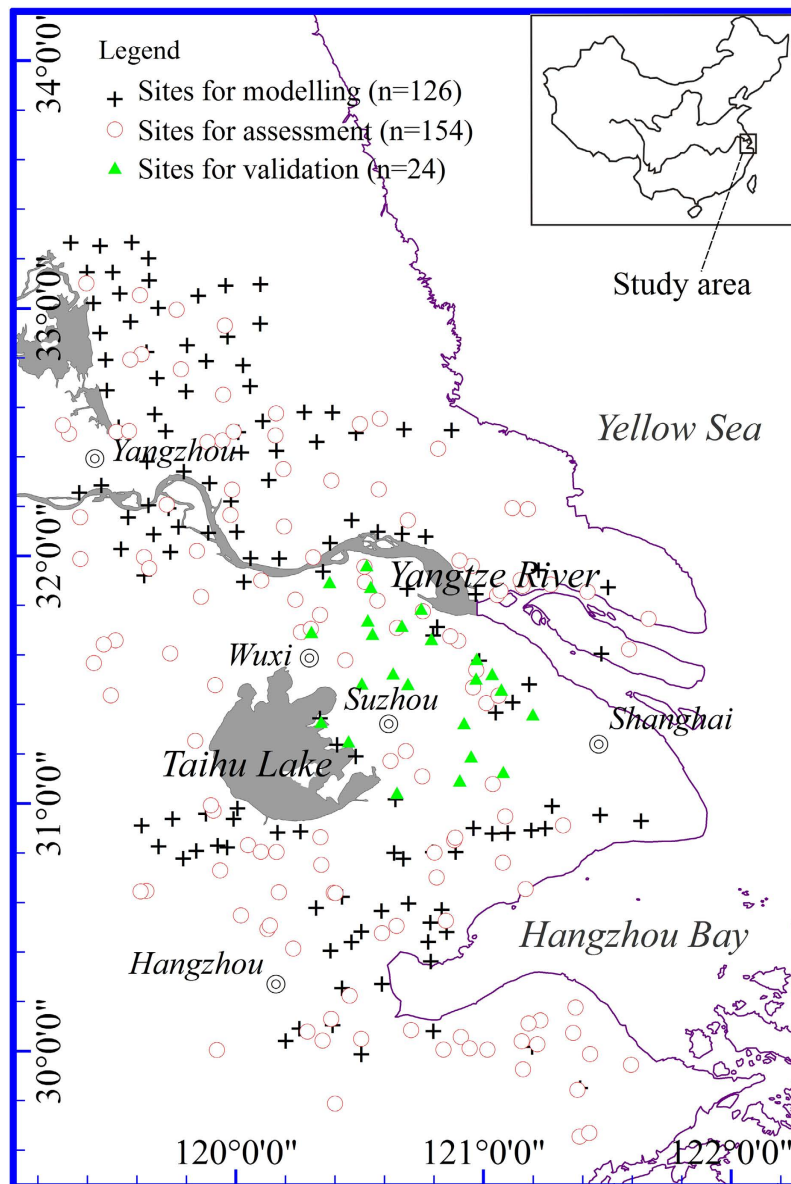 Legend
Sites for modelling (n=126)
Sites for assessment (n=154)
Sites for validation (n=24)
Study area
34°0'0"
33°0'0"
32°0'0"
31°0'0"
30°0'0"
Yellow Sea
Yangzhou
Yangtze River
Wuxi
Suzhou
Shanghai
Taihu Lake
Hangzhou Bay
Hangzhou
120°0'0"
121°0'0"
122°0'0"